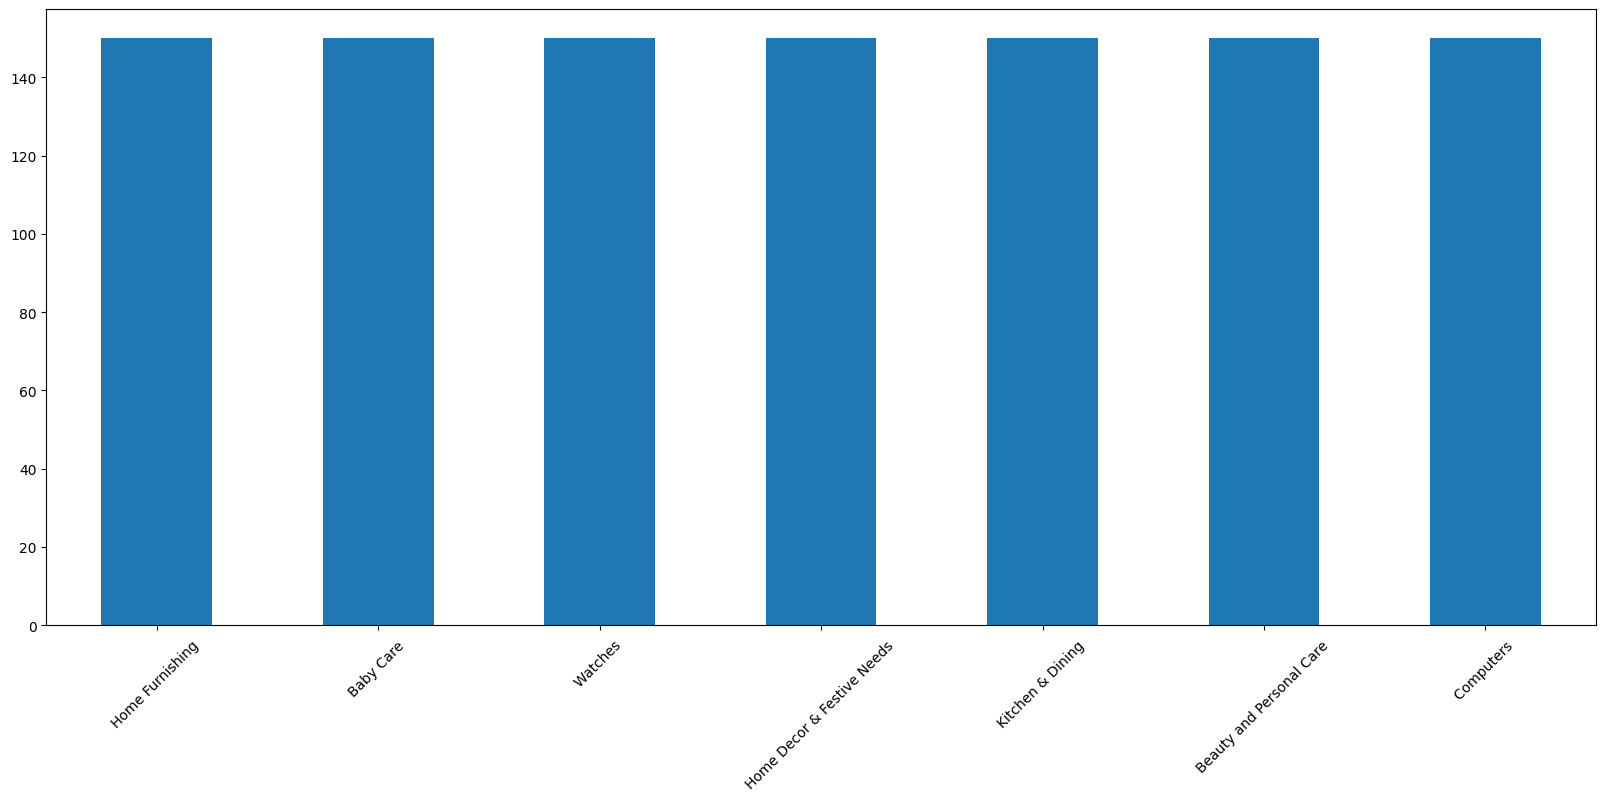 140
120
100
80
60
40
20
0
Home Furnishing
Baby Care
Watches
Home Decor & Festive Needs
Kitchen & Dining
Beauty and Personal Care
Computers